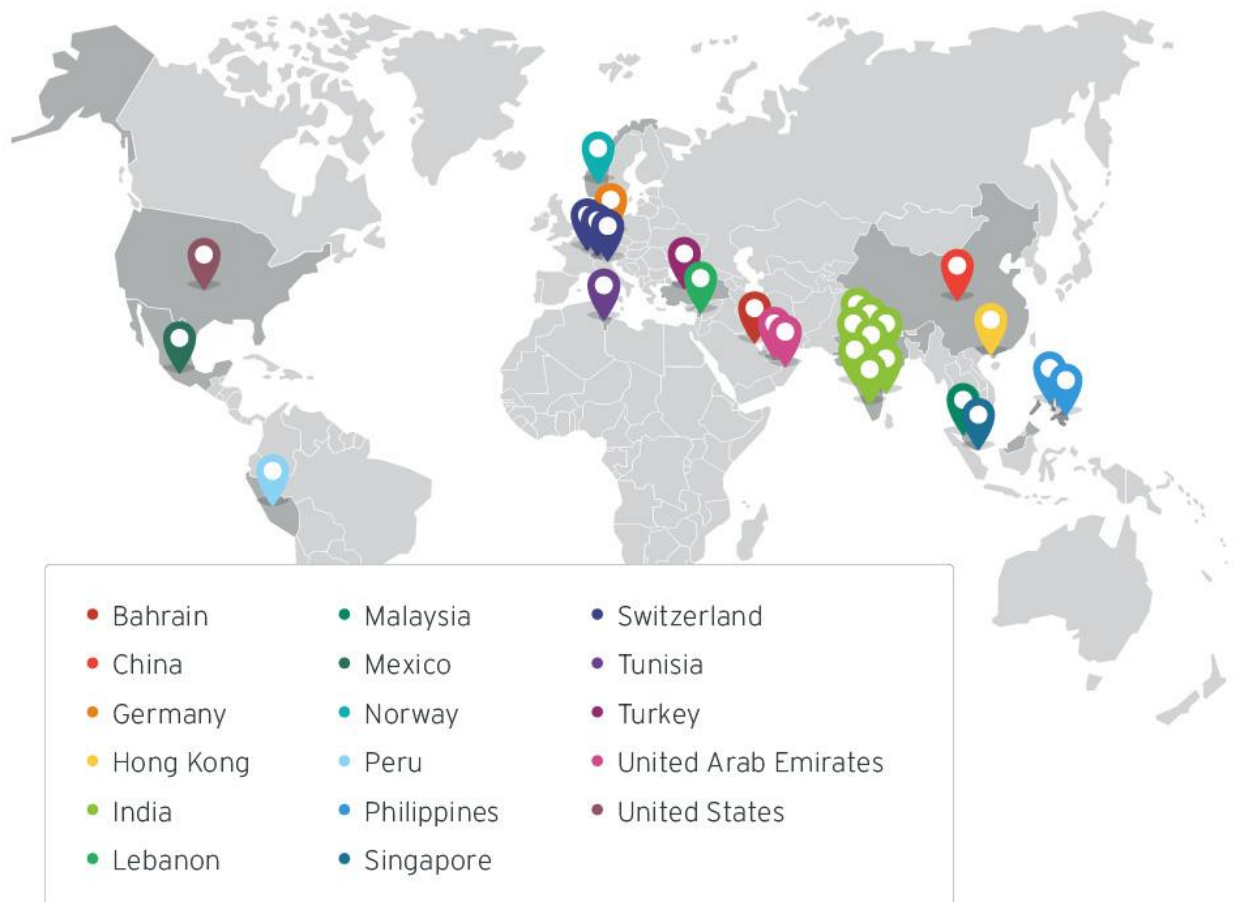 Bahrain
China
Germany
Hong Kong
India
Lebanon
Malaysia
Mexico
Norway
Peru
Philippines
Singapore
Switzerland
Tunisia
Turkey
United Arab Emirates
United States